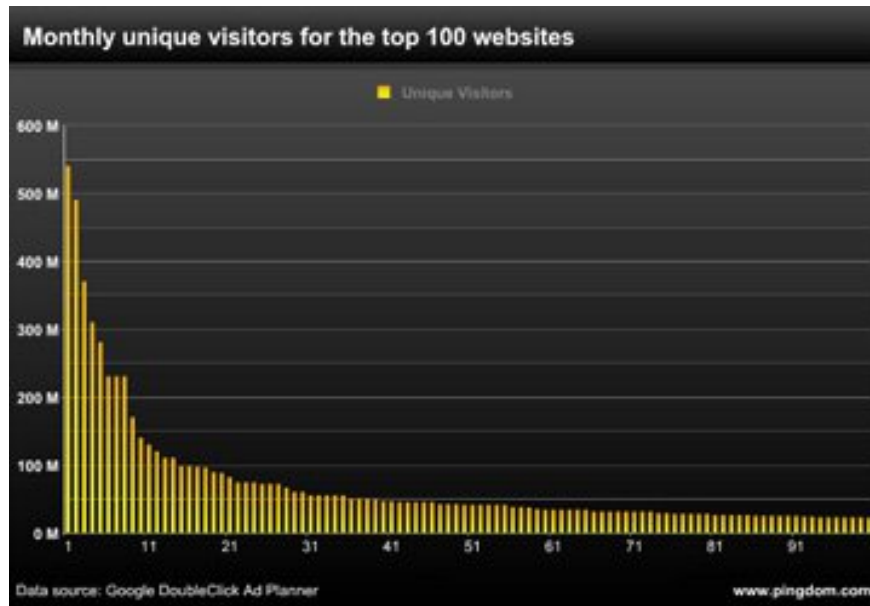 Monthly unique visitors for the top 100 websites
Unique Visitors
600 M
500 M
400 M
300 M
200 M
100 M
0 M
1 11 21 31 41 51 61 71 81 91
Data source: Google DoubleClick Ad Planner www.pingdom.com